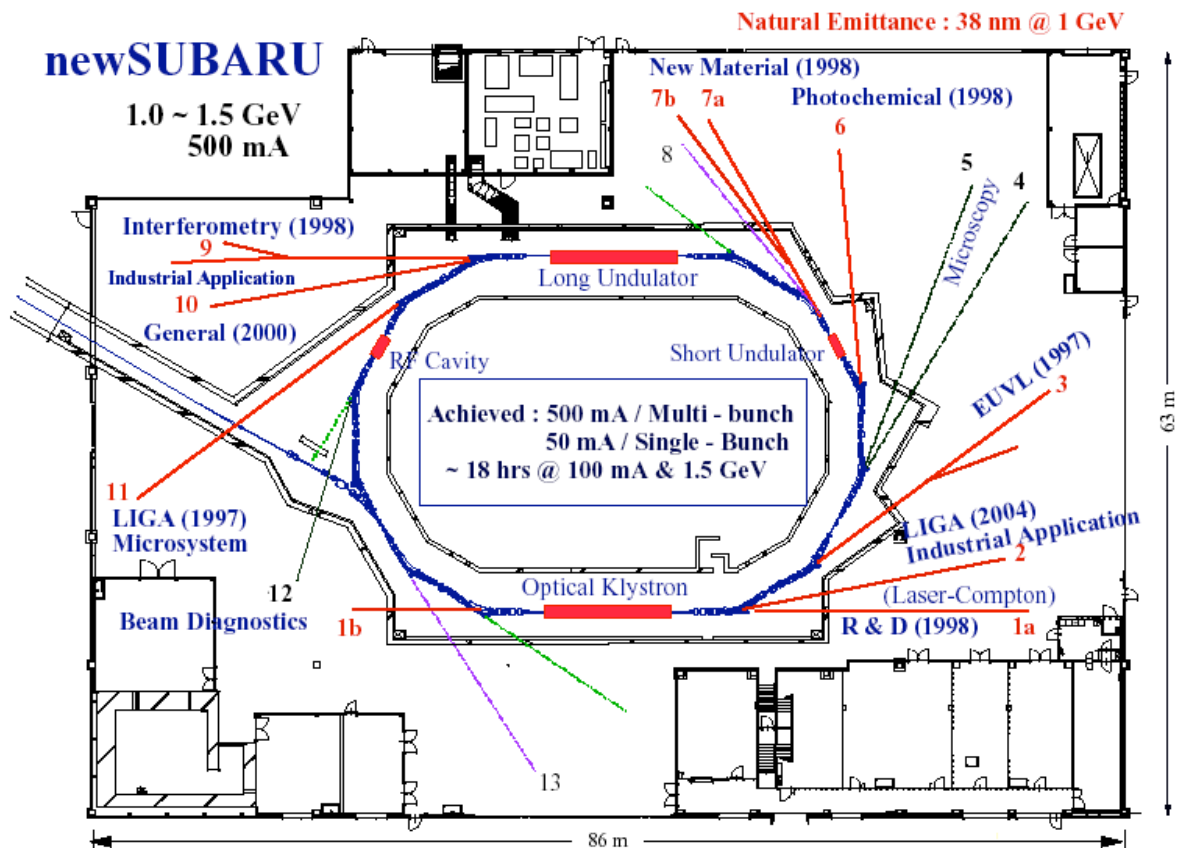 Natural Emittance : 38 nm @ 1 GeV
newSUBARU
1.0 ~ 1.5 GeV
500 mA
New Material (1998)
7b
7a
Photochemical (1998)
6
8
5
4
Microscopy
Interferometry (1998)
9
Industrial Application
10
General (2000)
Long Undulator
RF Cavity
Short Undulator
EUVL (1997)
3
63 m
Achieved : 500 mA / Multi - bunch
50 mA / Single - Bunch
~ 18 hrs @ 100 mA & 1.5 GeV
11
LIGA (1997)
Microsystem
LIGA (2004)
Industrial Application
2
12
Optical Klystron
(Laser-Compton)
Beam Diagnostics
1b
R & D (1998)
1a
13
86 m